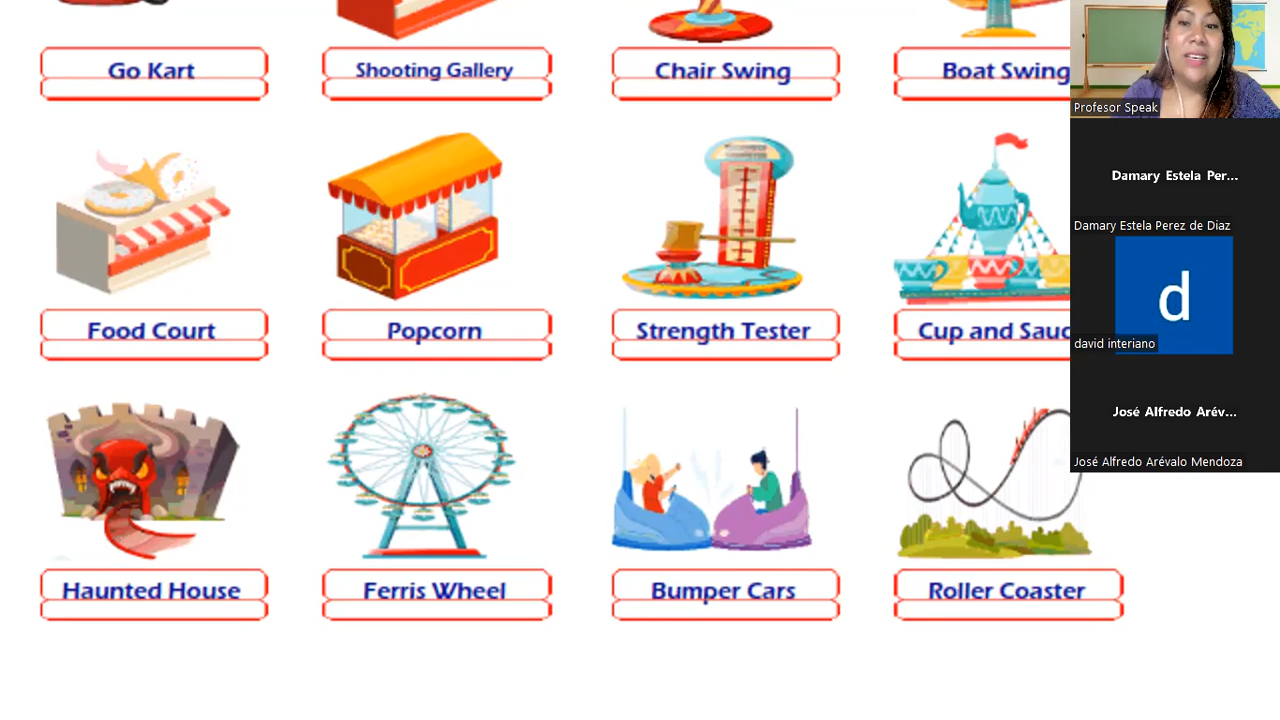 Go Kart
Shooting Gallery
Chair Swing
Boat Swing
Profesor Speak
Damary Estela Per...
Damary Estela Perez de Diaz
d
david interiano
José Alfredo Arév...
José Alfredo Arévalo Mendoza
Food Court
Popcorn
Strength Tester
Cup and Sauc
Haunted House
Ferris Wheel
Bumper Cars
Roller Coaster